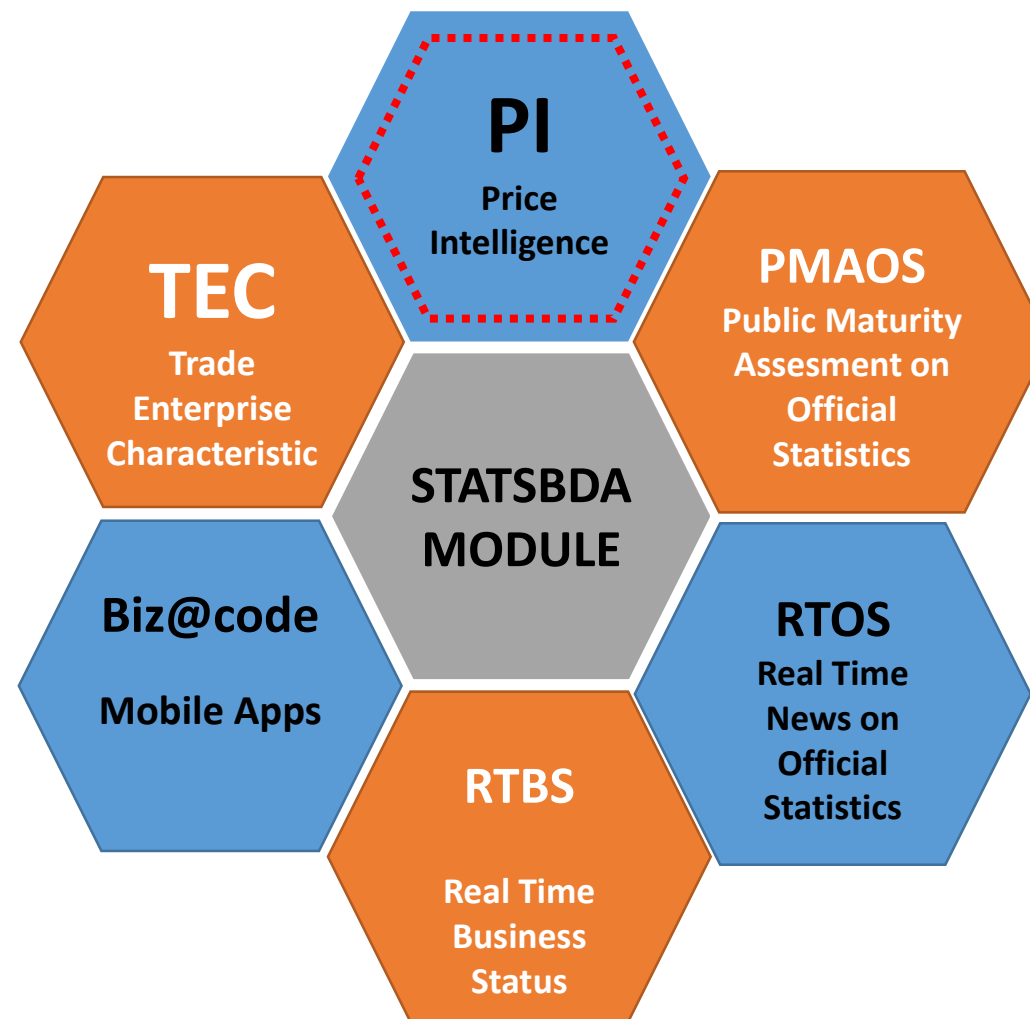 PI
Price
Intelligence
TEC
Trade
Enterprise
Characteristic
PMAOS
Public Maturity
Assesment on
Official
Statistics
STATSBDA
MODULE
Biz@code
Mobile Apps
RTOS
Real Time
News on
Official
Statistics
RTBS
Real Time
Business
Status